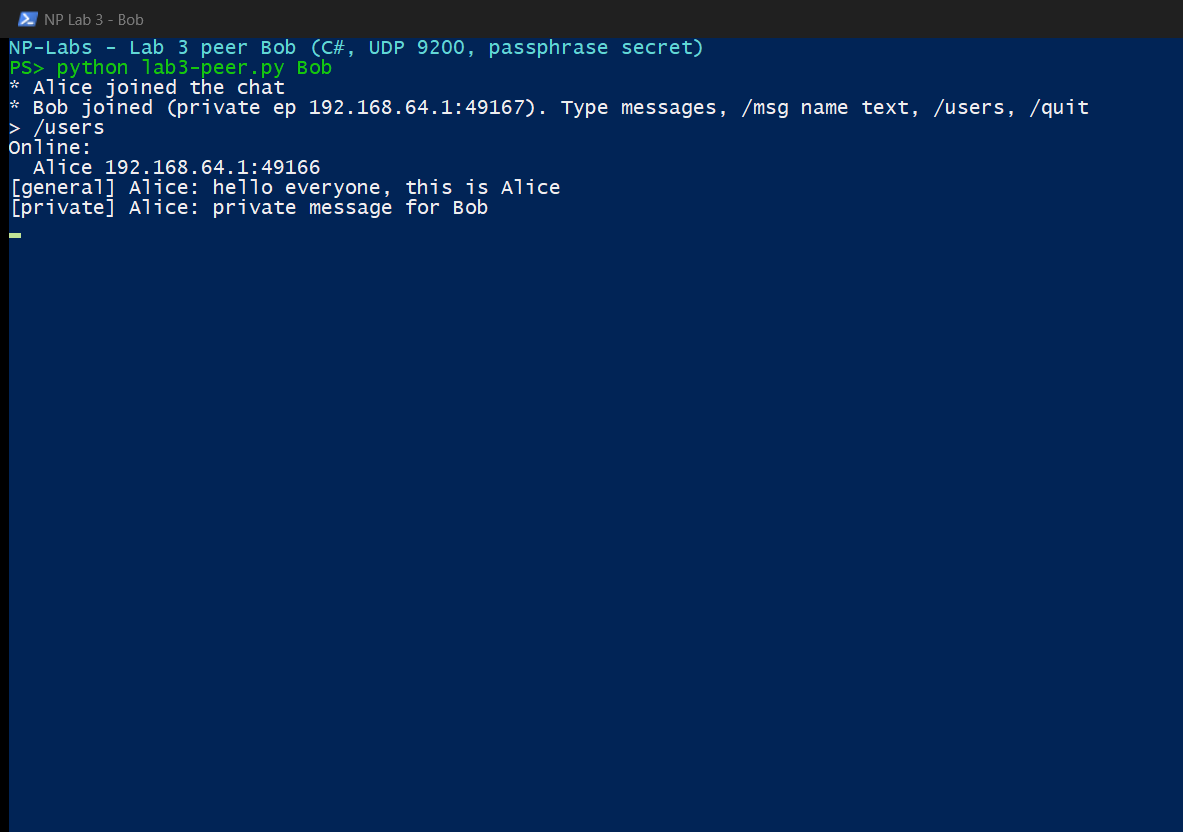 NP Lab 3 - Bob
NP-Labs - Lab 3 peer Bob (C#, UDP 9200, passphrase secret)
PS> python lab3-peer.py Bob
* Alice joined the chat
* Bob joined (private ep 192.168.64.1:49167). Type messages, /msg name text, /users, /quit
> /users
Online:
  Alice 192.168.64.1:49166
[general] Alice: hello everyone, this is Alice
[private] Alice: private message for Bob